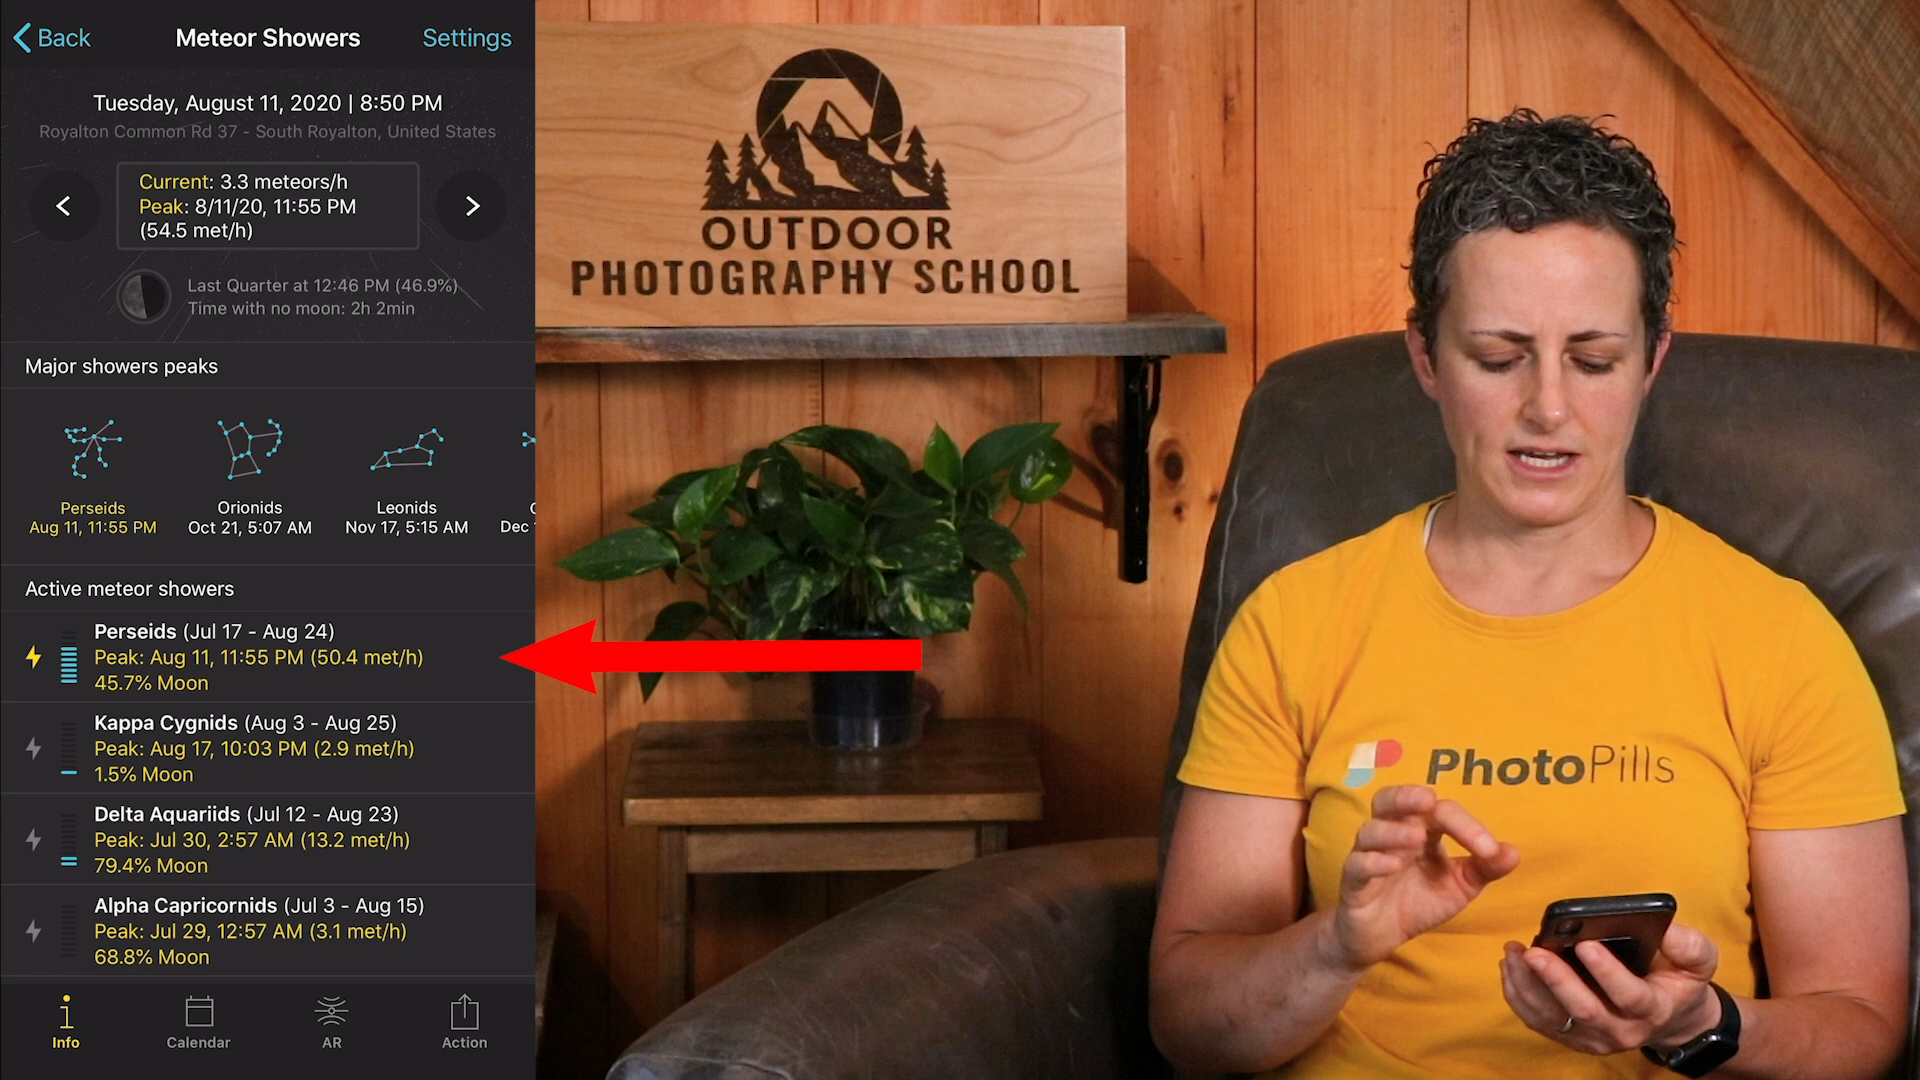 Back
Meteor Showers
Settings
Tuesday, August 11, 2020 | 8:50 PM
Royalton Common Rd 37 - South Royalton, United States
Current: 3.3 meteors/h
Peak: 8/11/20, 11:55 PM
(54.5 met/h)
Last Quarter at 12:46 PM (46.9%)
Time with no moon: 2h 2min
Major showers peaks
Perseids
Aug 11, 11:55 PM
Orionids
Oct 21, 5:07 AM
Leonids
Nov 17, 5:15 AM
Dec
Active meteor showers
Perseids (Jul 17 - Aug 24)
Peak: Aug 11, 11:55 PM (50.4 met/h)
45.7% Moon
Kappa Cygnids (Aug 3 - Aug 25)
Peak: Aug 17, 10:03 PM (2.9 met/h)
1.5% Moon
Delta Aquariids (Jul 12 - Aug 23)
Peak: Jul 30, 2:57 AM (13.2 met/h)
79.4% Moon
Alpha Capricornids (Jul 3 - Aug 15)
Peak: Jul 29, 12:57 AM (3.1 met/h)
68.8% Moon
Info
Calendar
AR
Action
OUTDOOR
PHOTOGRAPHY SCHOOL
PhotoPills